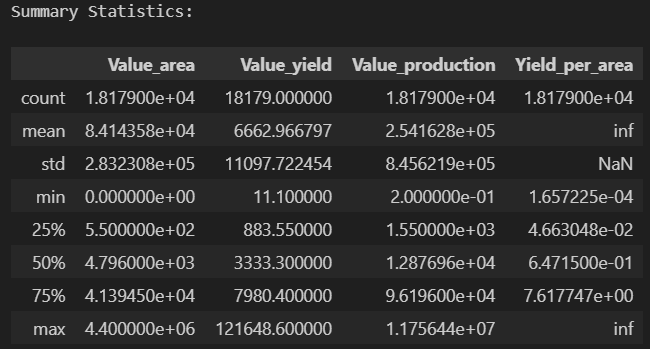 Summary Statistics:
Value_area Value_yield Value_production Yield_per_area
count 1.817900e+04 18179.000000 1.817900e+04 1.817900e+04
mean 8.414358e+04 6662.966797 2.541628e+05 inf
std 2.832308e+05 11097.722454 8.456219e+05 NaN
min 0.000000e+00 11.100000 2.000000e-01 1.657225e-04
25% 5.500000e+02 883.550000 1.550000e+03 4.663048e-02
50% 4.796000e+03 3333.300000 1.287696e+04 6.471500e-01
75% 4.139450e+04 7980.400000 9.619600e+04 7.617747e+00
max 4.400000e+06 121648.600000 1.175644e+07 inf